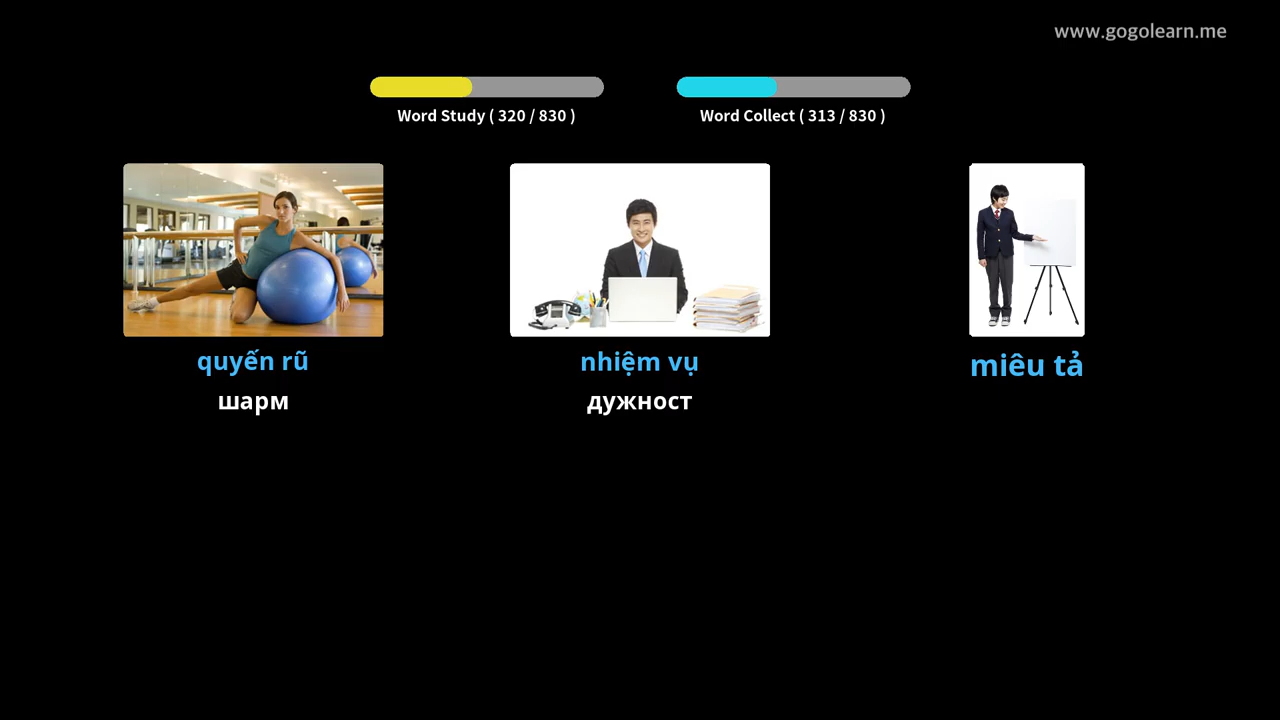 www.gogolearn.me
Word Study ( 320 / 830 )
Word Collect ( 313 / 830 )
quyến rũ
nhiệm vụ
miêu tả
шарм
дужност